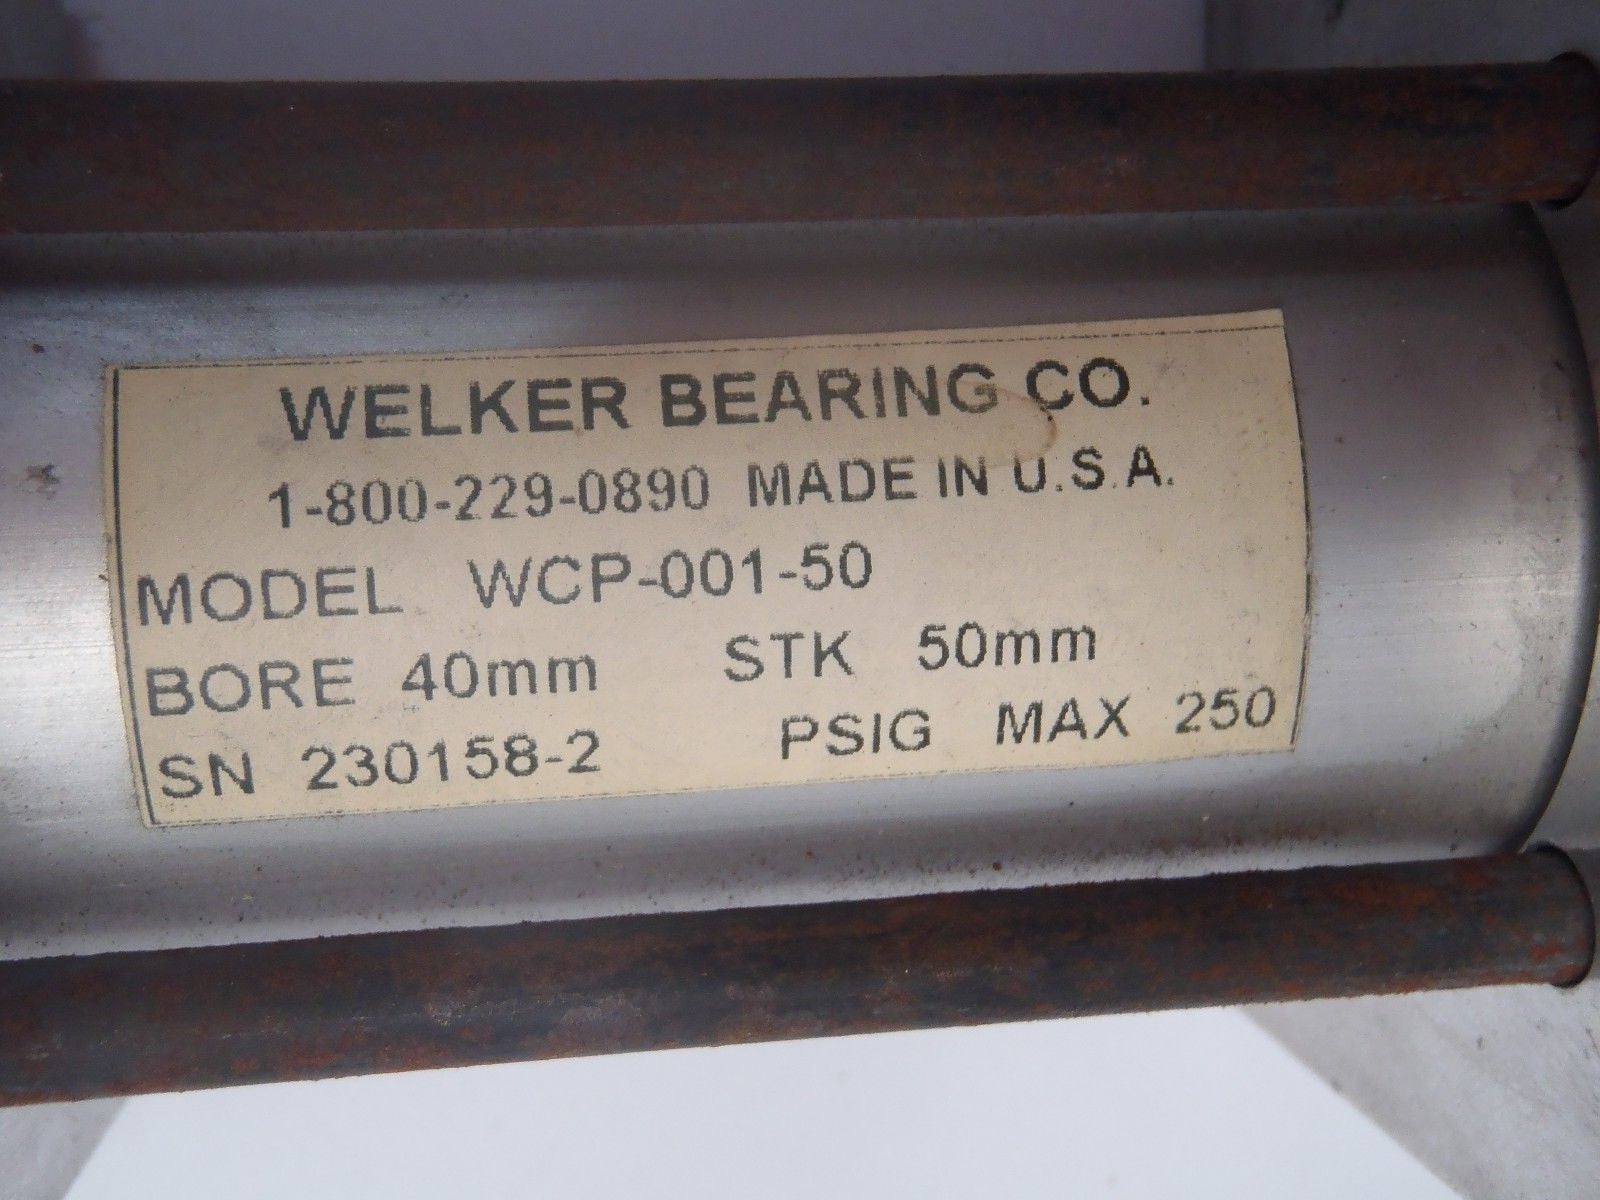 WELKER BEARING CO.
1-800-229-0890 MADE IN U.S.A.
MODEL WCP-001-50
BORE 40mm STK 50mm
SN 230158-2 PSIG MAX 250